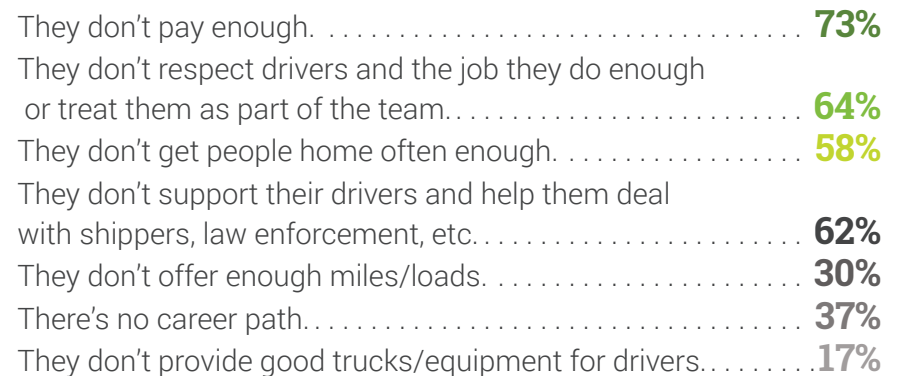 They don't pay enough. . . . . . . . . . . . . . . . . . . . . . . . . . . . . . . . . . . 73%
They don't respect drivers and the job they do enough
or treat them as part of the team. . . . . . . . . . . . . . . . . . . . . . . . . . 64%
They don't get people home often enough. . . . . . . . . . . . . . . . . . . 58%
They don't support their drivers and help them deal
with shippers, law enforcement, etc. . . . . . . . . . . . . . . . . . . . . . . . 62%
They don't offer enough miles/loads. . . . . . . . . . . . . . . . . . . . . . . . 30%
There's no career path. . . . . . . . . . . . . . . . . . . . . . . . . . . . . . . . . . . 37%
They don't provide good trucks/equipment for drivers. . . . . . . . . 17%